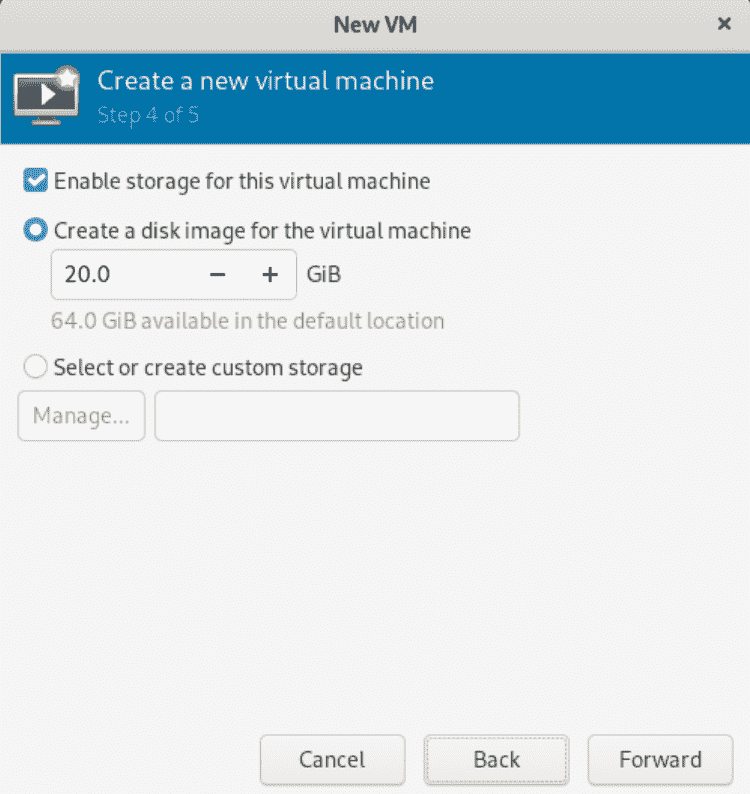 New VM
Create a new virtual machine
Step 4 of 5
Enable storage for this virtual machine
Create a disk image for the virtual machine
20.0 − + GiB
64.0 GiB available in the default location
Select or create custom storage
Manage...
Cancel Back Forward